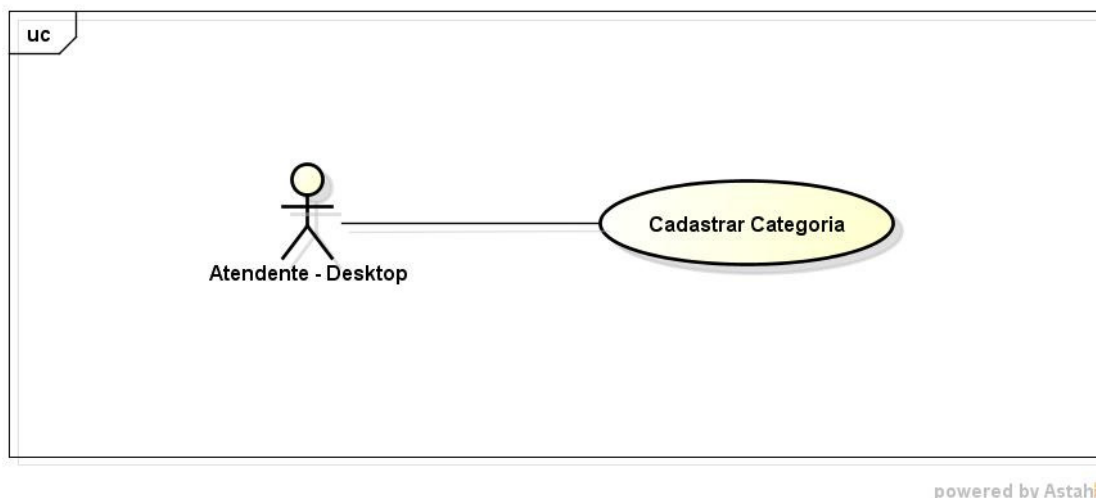 uc
Cadastrar Categoria
Atendente - Desktop
powered by Astah